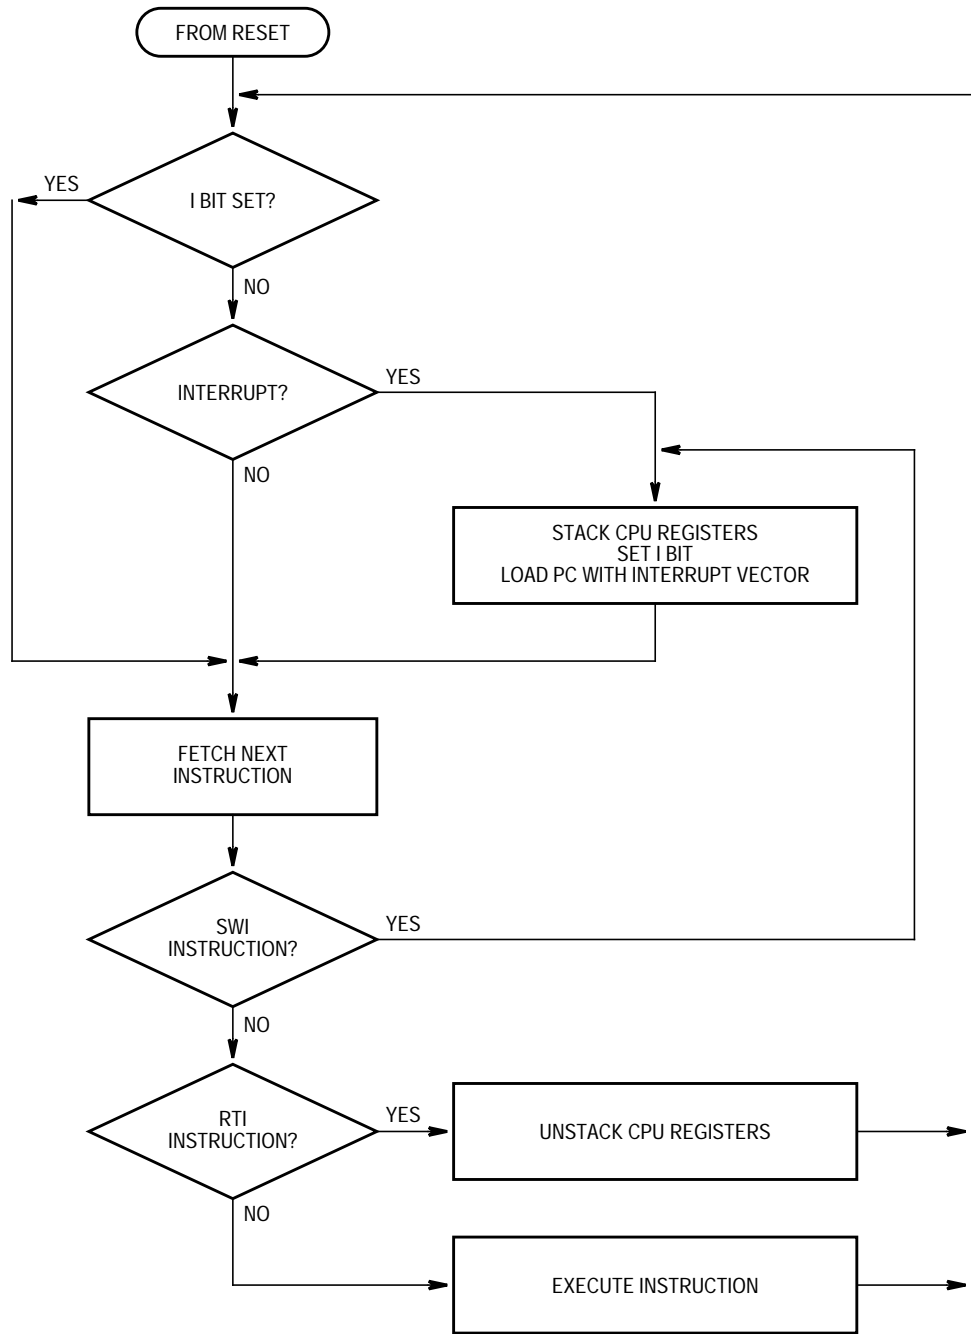 FROM RESET
YES
I BIT SET?
NO
INTERRUPT?
YES
NO
STACK CPU REGISTERS
SET I BIT
LOAD PC WITH INTERRUPT VECTOR
FETCH NEXT
INSTRUCTION
SWI
INSTRUCTION?
YES
NO
RTI
INSTRUCTION?
YES
UNSTACK CPU REGISTERS
NO
EXECUTE INSTRUCTION